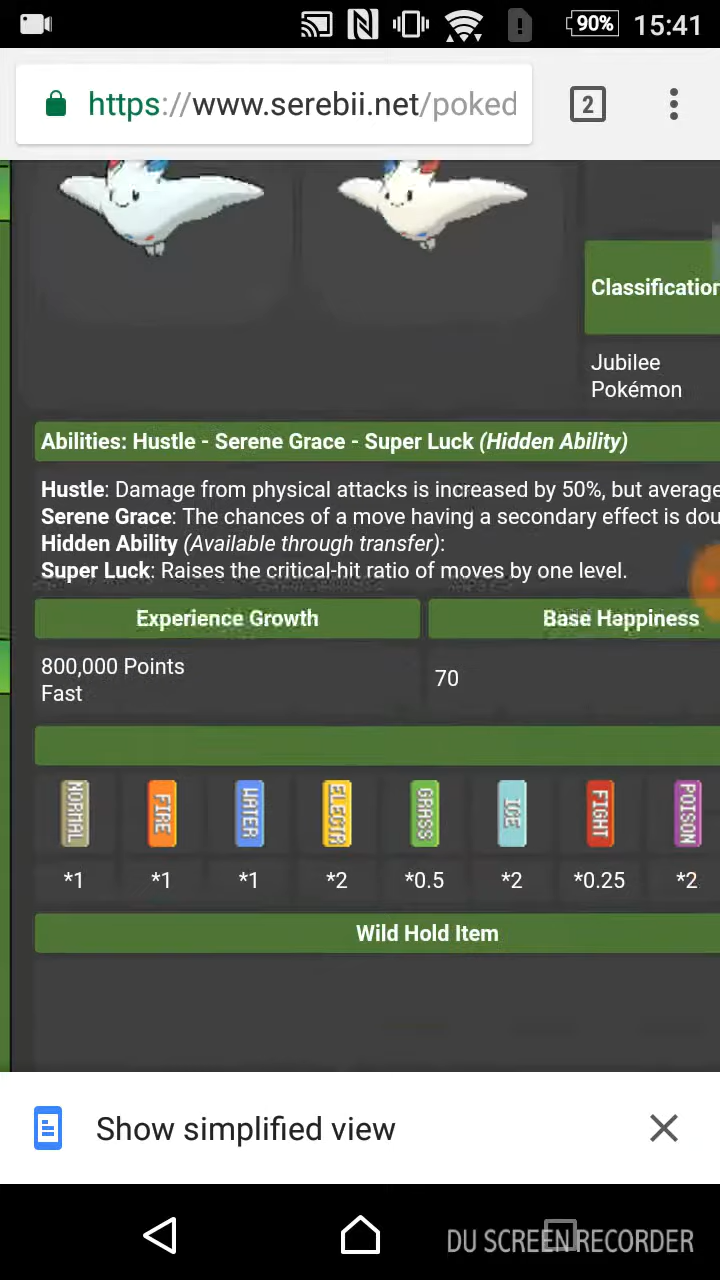 90% 15:41
https://www.serebii.net/poked
2
Classification
Jubilee
Pokémon
Abilities: Hustle - Serene Grace - Super Luck (Hidden Ability)
Hustle: Damage from physical attacks is increased by 50%, but average
Serene Grace: The chances of a move having a secondary effect is dou
Hidden Ability (Available through transfer):
Super Luck: Raises the critical-hit ratio of moves by one level.
Experience Growth Base Happiness
800,000 Points
Fast
70
NORMAL FIRE WATER ELECTR GRASS ICE FIGHT POISON
*1 *1 *1 *2 *0.5 *2 *0.25 *2
Wild Hold Item
Show simplified view
DU SCREEN RECORDER